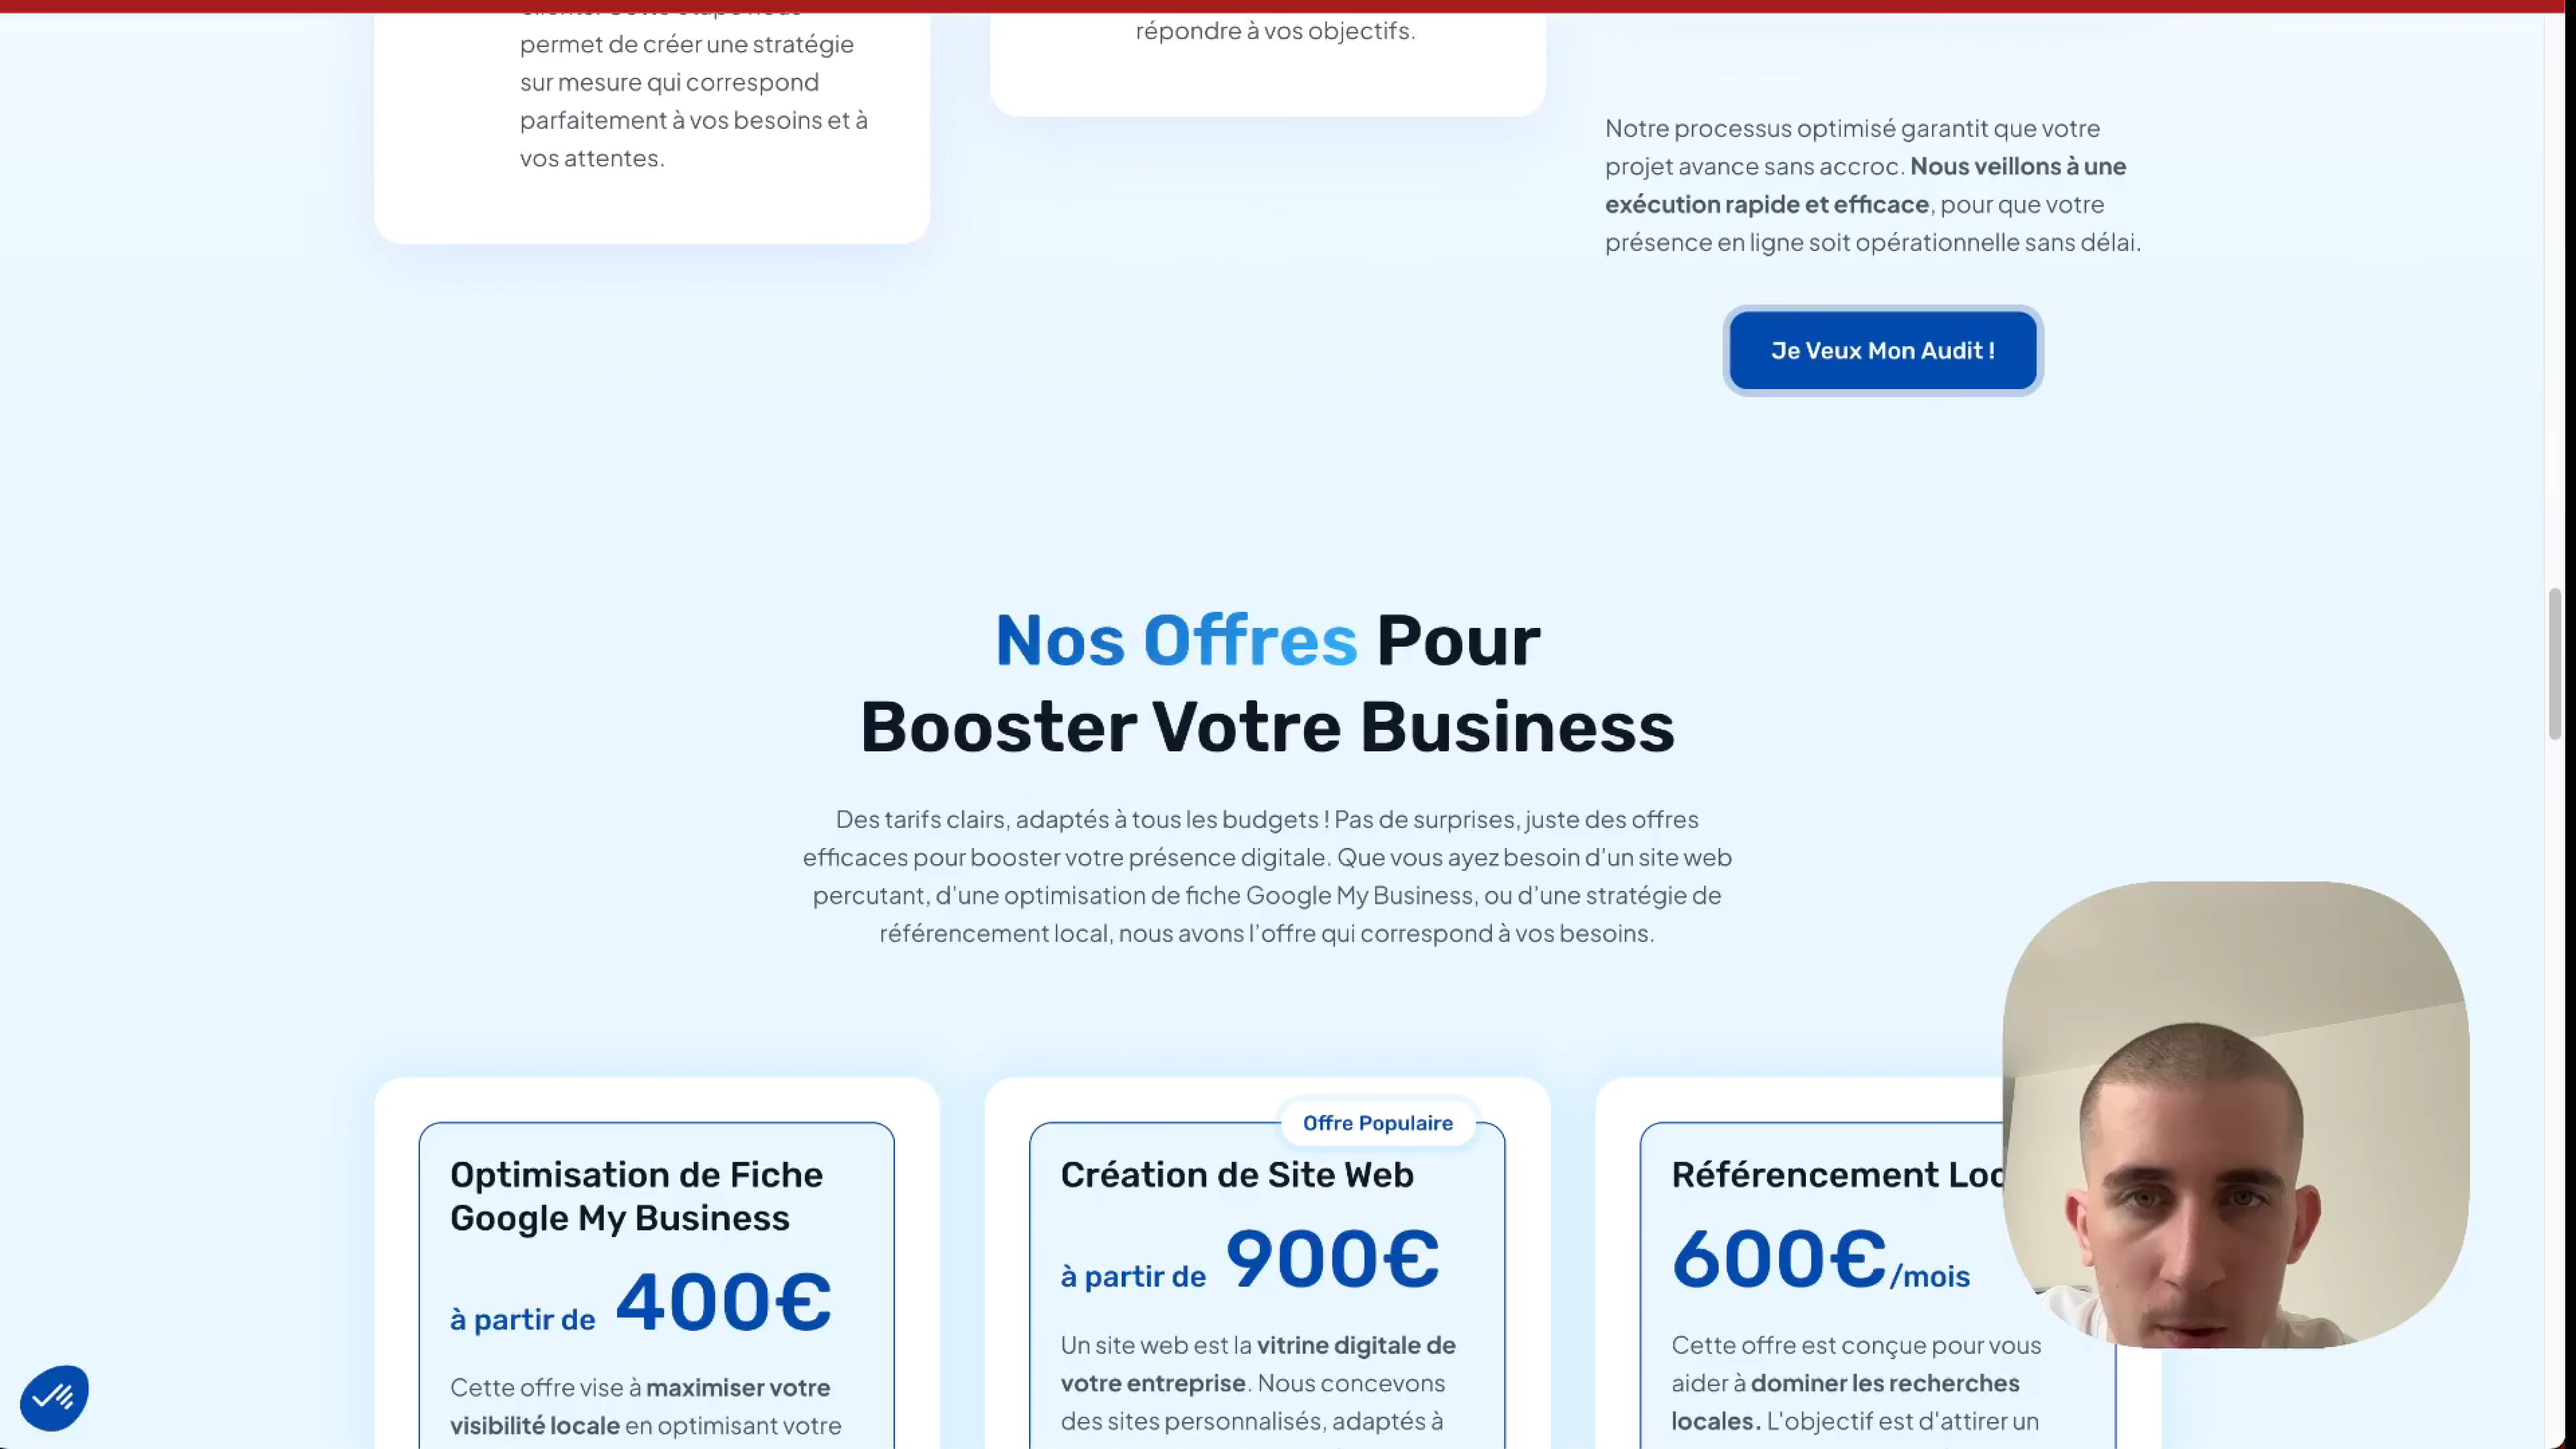 permet de créer une stratégie
sur mesure qui correspond
parfaitement à vos besoins et à
vos attentes.
répondre à vos objectifs.
Notre processus optimisé garantit que votre
projet avance sans accroc. Nous veillons à une
exécution rapide et efficace, pour que votre
présence en ligne soit opérationnelle sans délai.
Je Veux Mon Audit !
Nos Offres Pour
Booster Votre Business
Des tarifs clairs, adaptés à tous les budgets ! Pas de surprises, juste des offres
efficaces pour booster votre présence digitale. Que vous ayez besoin d’un site web
percutant, d’une optimisation de fiche Google My Business, ou d’une stratégie de
référencement local, nous avons l’offre qui correspond à vos besoins.
Optimisation de Fiche
Google My Business
à partir de 400€
Cette offre vise à maximiser votre
visibilité locale en optimisant votre
Offre Populaire
Création de Site Web
à partir de 900€
Un site web est la vitrine digitale de
votre entreprise. Nous concevons
des sites personnalisés, adaptés à
Référencement Loc
600€/mois
Cette offre est conçue pour vous
aider à dominer les recherches
locales. L'objectif est d'attirer un